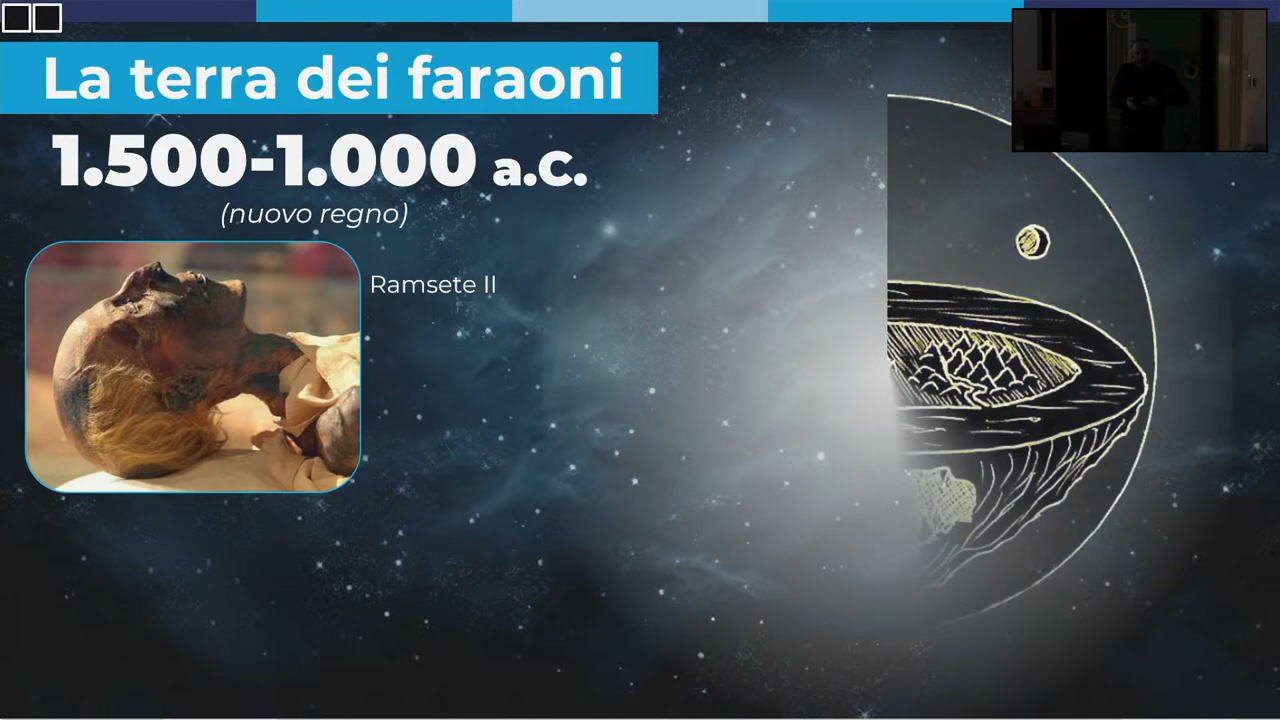 La terra dei faraoni
1.500-1.000 a.C.
(nuovo regno)
Ramsete II